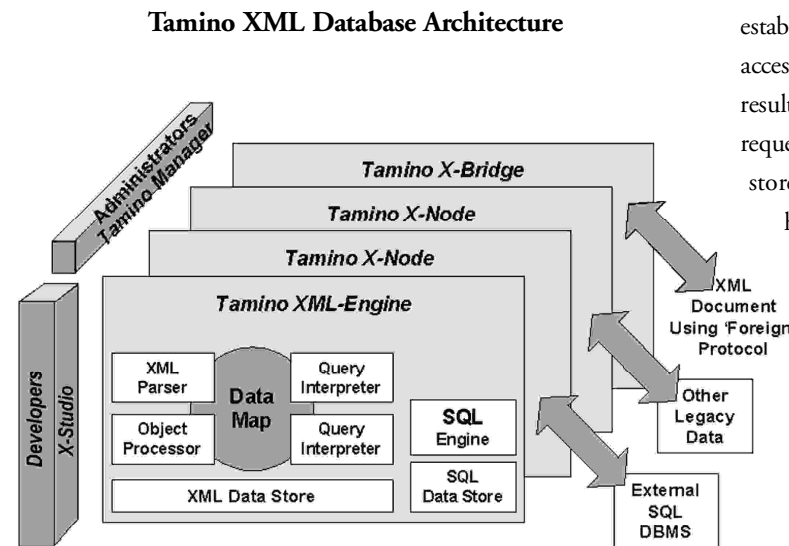 Tamino XML Database Architecture
estab
acces
result
reque
store
Administrators
Tamino Manager
Tamino X-Bridge
Tamino X-Node
Tamino X-Node
Tamino XML-Engine
XML
Parser
Query
Interpreter
Data
Map
Object
Processor
Query
Interpreter
SQL
Engine
XML Data Store
SQL
Data Store
Developers
X-Studio
XML
Document
Using 'Foreign
Protocol
Other
Legacy
Data
External
SQL
DBMS